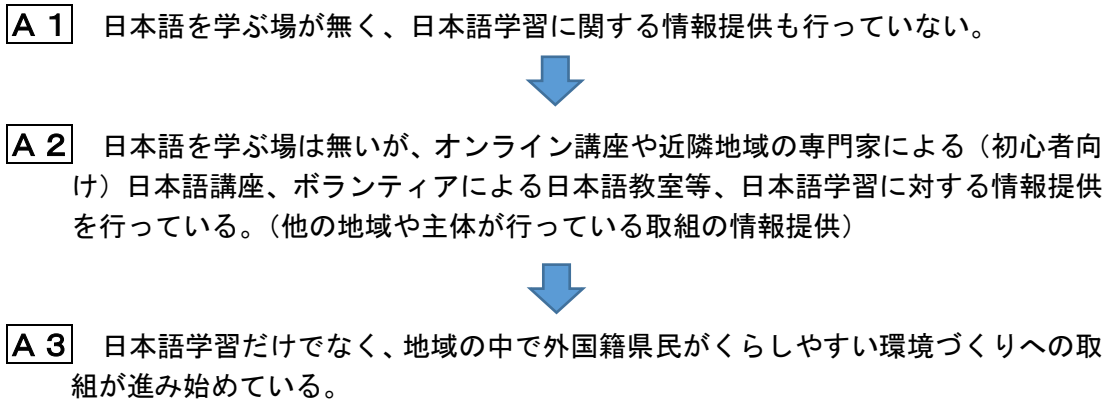 A1 日本語を学ぶ場が無く、日本語学習に関する情報提供も行っていない。
A2 日本語を学ぶ場は無いが、オンライン講座や近隣地域の専門家による（初心者向
け）日本語講座、ボランティアによる日本語教室等、日本語学習に対する情報提供
を行っている。（他の地域や主体が行っている取組の情報提供）
A3 日本語学習だけでなく、地域の中で外国籍県民がくらしやすい環境づくりへの取
組が進み始めている。